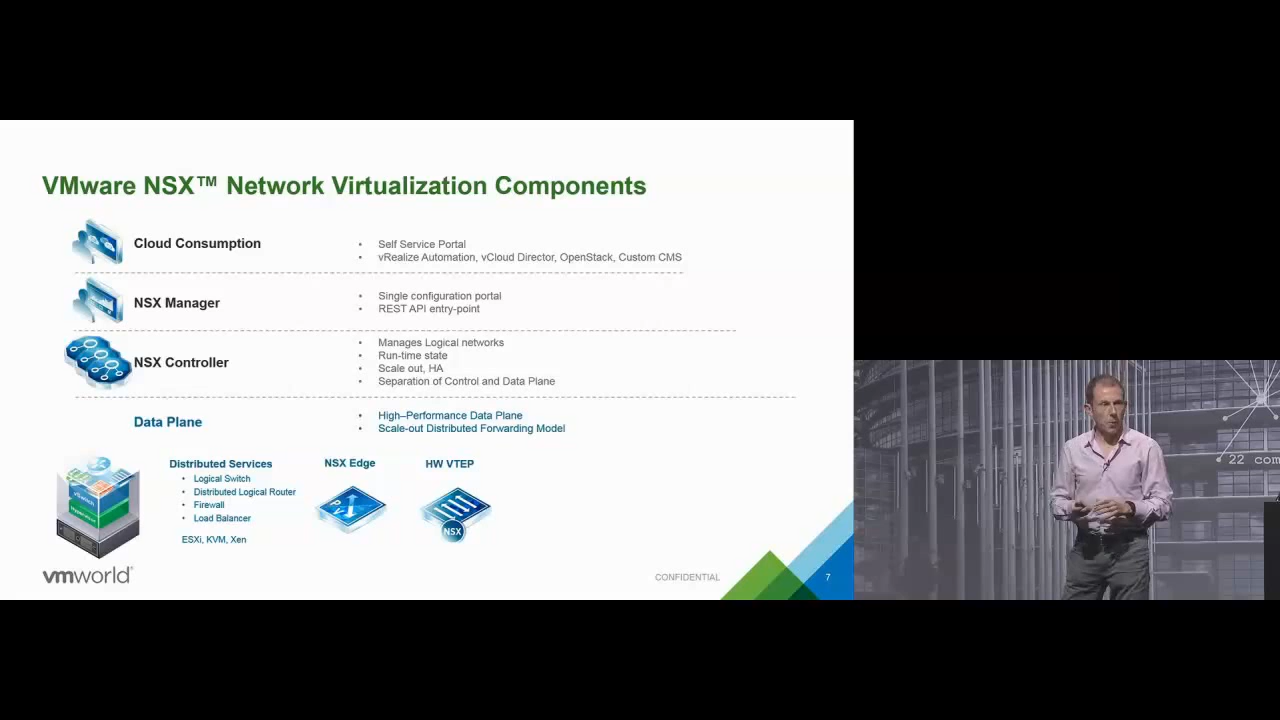 VMware NSX™ Network Virtualization Components
Cloud Consumption
• Self Service Portal
• vRealize Automation, vCloud Director, OpenStack, Custom CMS
NSX Manager
• Single configuration portal
• REST API entry-point
NSX Controller
• Manages Logical networks
• Run-time state
• Scale out, HA
• Separation of Control and Data Plane
Data Plane
• High–Performance Data Plane
• Scale-out Distributed Forwarding Model
vSwitch
Hypervisor
Distributed Services
• Logical Switch
• Distributed Logical Router
• Firewall
• Load Balancer
ESXi, KVM, Xen
NSX Edge
HW VTEP
NSX
vmworld®
CONFIDENTIAL
7
22 com